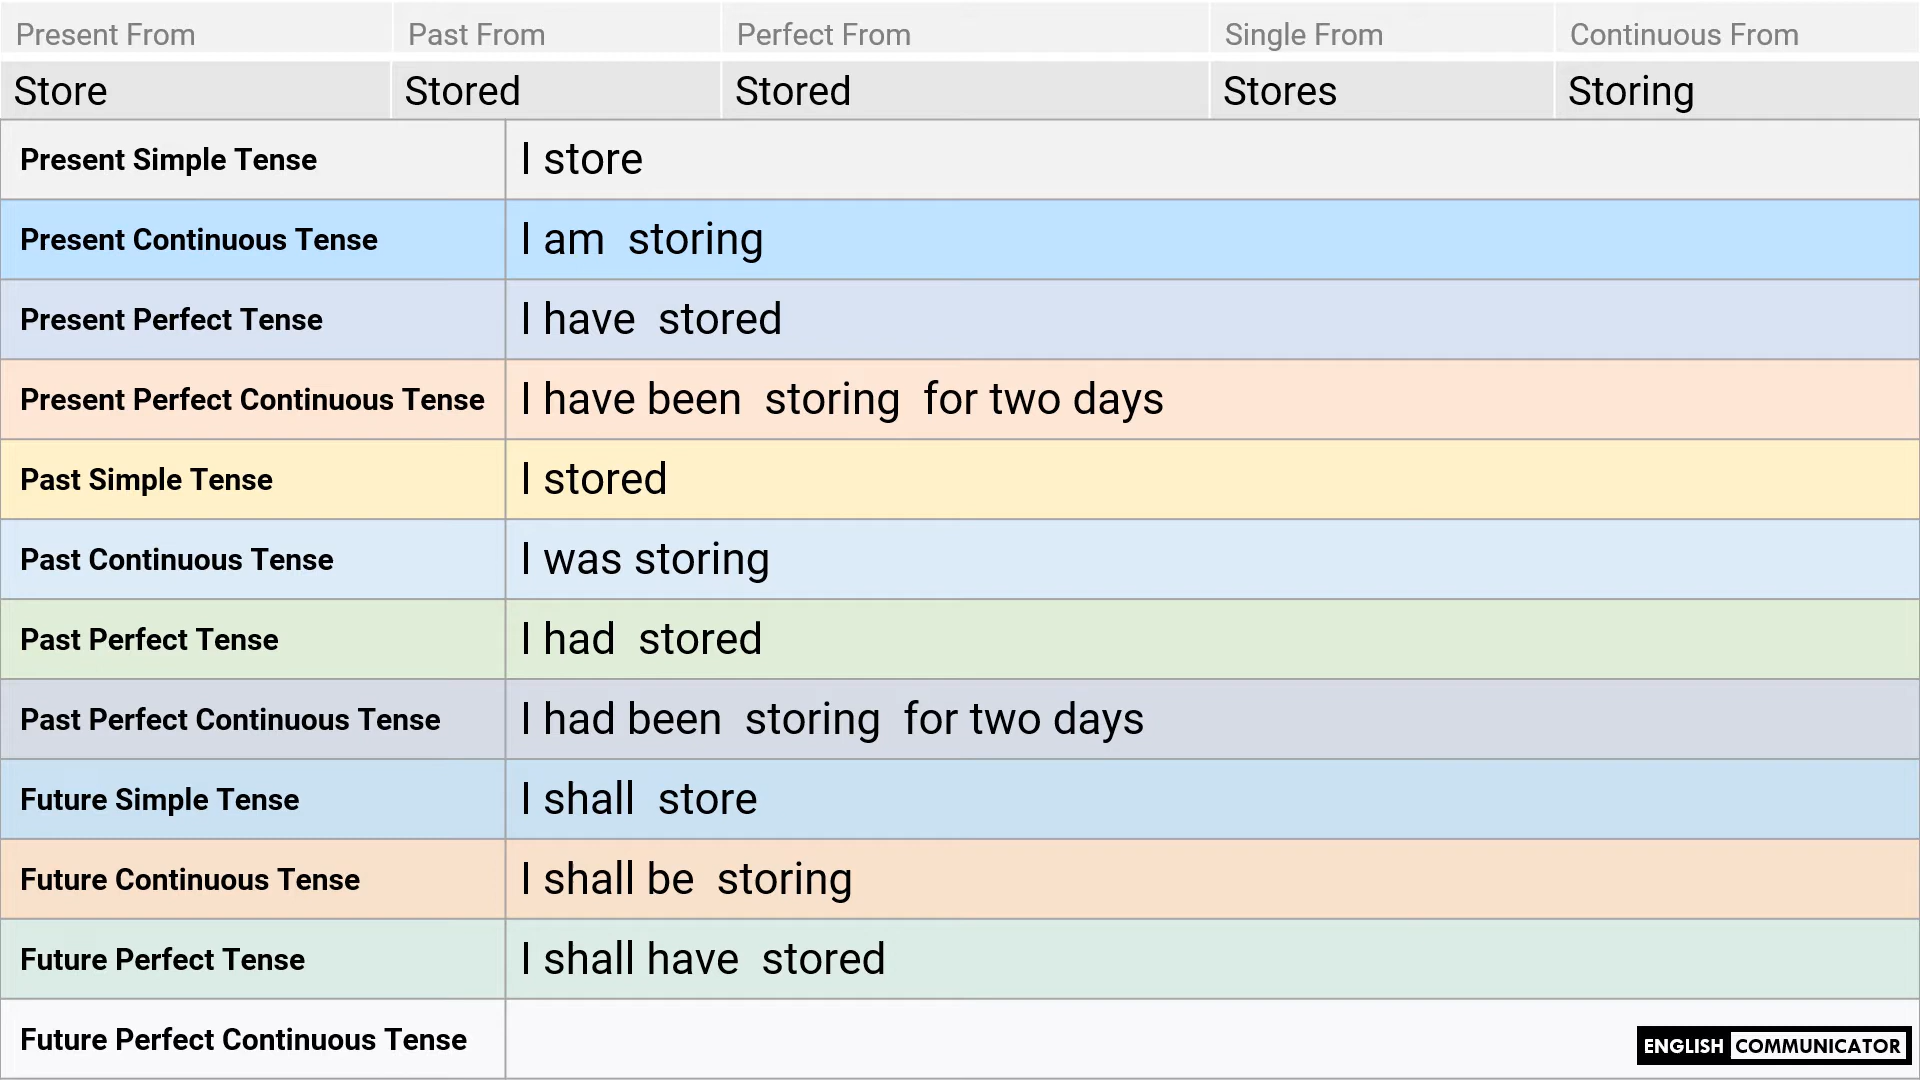 Present From Past From Perfect From Single From Continuous From
Store Stored Stored Stores Storing
Present Simple Tense I store
Present Continuous Tense I am storing
Present Perfect Tense I have stored
Present Perfect Continuous Tense I have been storing for two days
Past Simple Tense I stored
Past Continuous Tense I was storing
Past Perfect Tense I had stored
Past Perfect Continuous Tense I had been storing for two days
Future Simple Tense I shall store
Future Continuous Tense I shall be storing
Future Perfect Tense I shall have stored
Future Perfect Continuous Tense
ENGLISH COMMUNICATOR